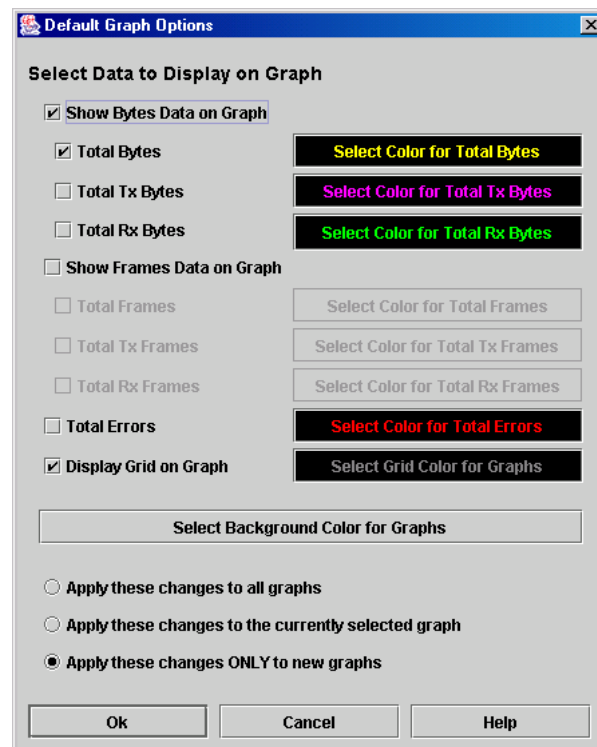 Default Graph Options
Select Data to Display on Graph
Show Bytes Data on Graph
Total Bytes Select Color for Total Bytes
Total Tx Bytes Select Color for Total Tx Bytes
Total Rx Bytes Select Color for Total Rx Bytes
Show Frames Data on Graph
Total Frames Select Color for Total Frames
Total Tx Frames Select Color for Total Tx Frames
Total Rx Frames Select Color for Total Rx Frames
Total Errors Select Color for Total Errors
Display Grid on Graph Select Grid Color for Graphs
Select Background Color for Graphs
Apply these changes to all graphs
Apply these changes to the currently selected graph
Apply these changes ONLY to new graphs
Ok Cancel Help